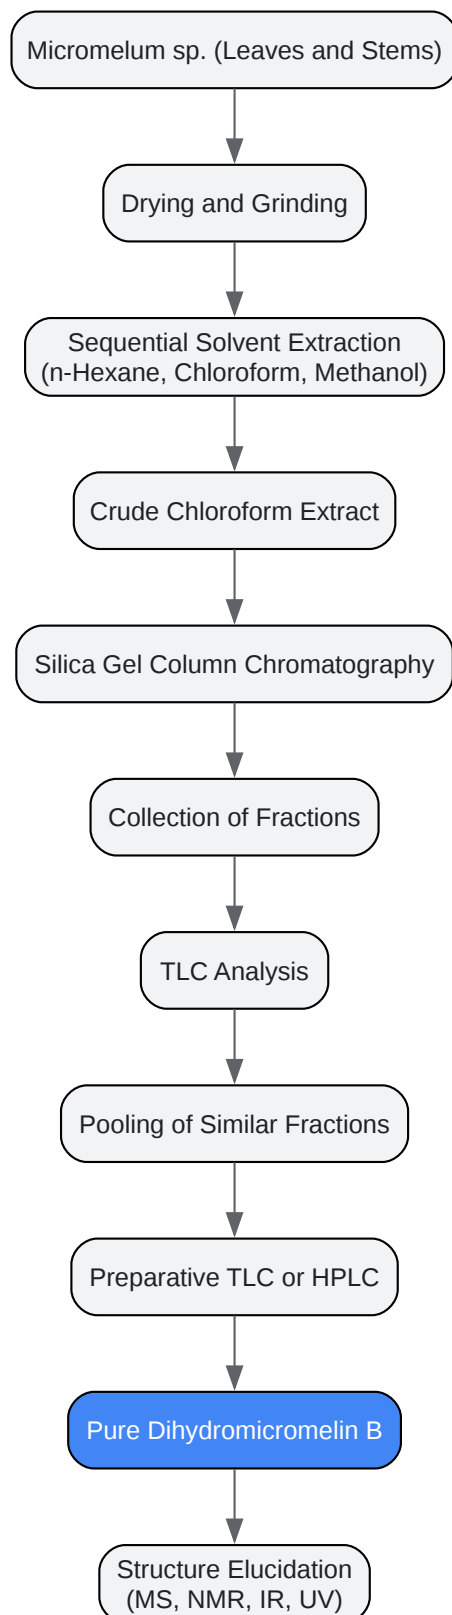 Micromelum sp. (Leaves and Stems)
Drying and Grinding
Sequential Solvent Extraction
(n-Hexane, Chloroform, Methanol)
Crude Chloroform Extract
Silica Gel Column Chromatography
Collection of Fractions
TLC Analysis
Pooling of Similar Fractions
Preparative TLC or HPLC
Pure Dihydromicromelin B
Structure Elucidation
(MS, NMR, IR, UV)